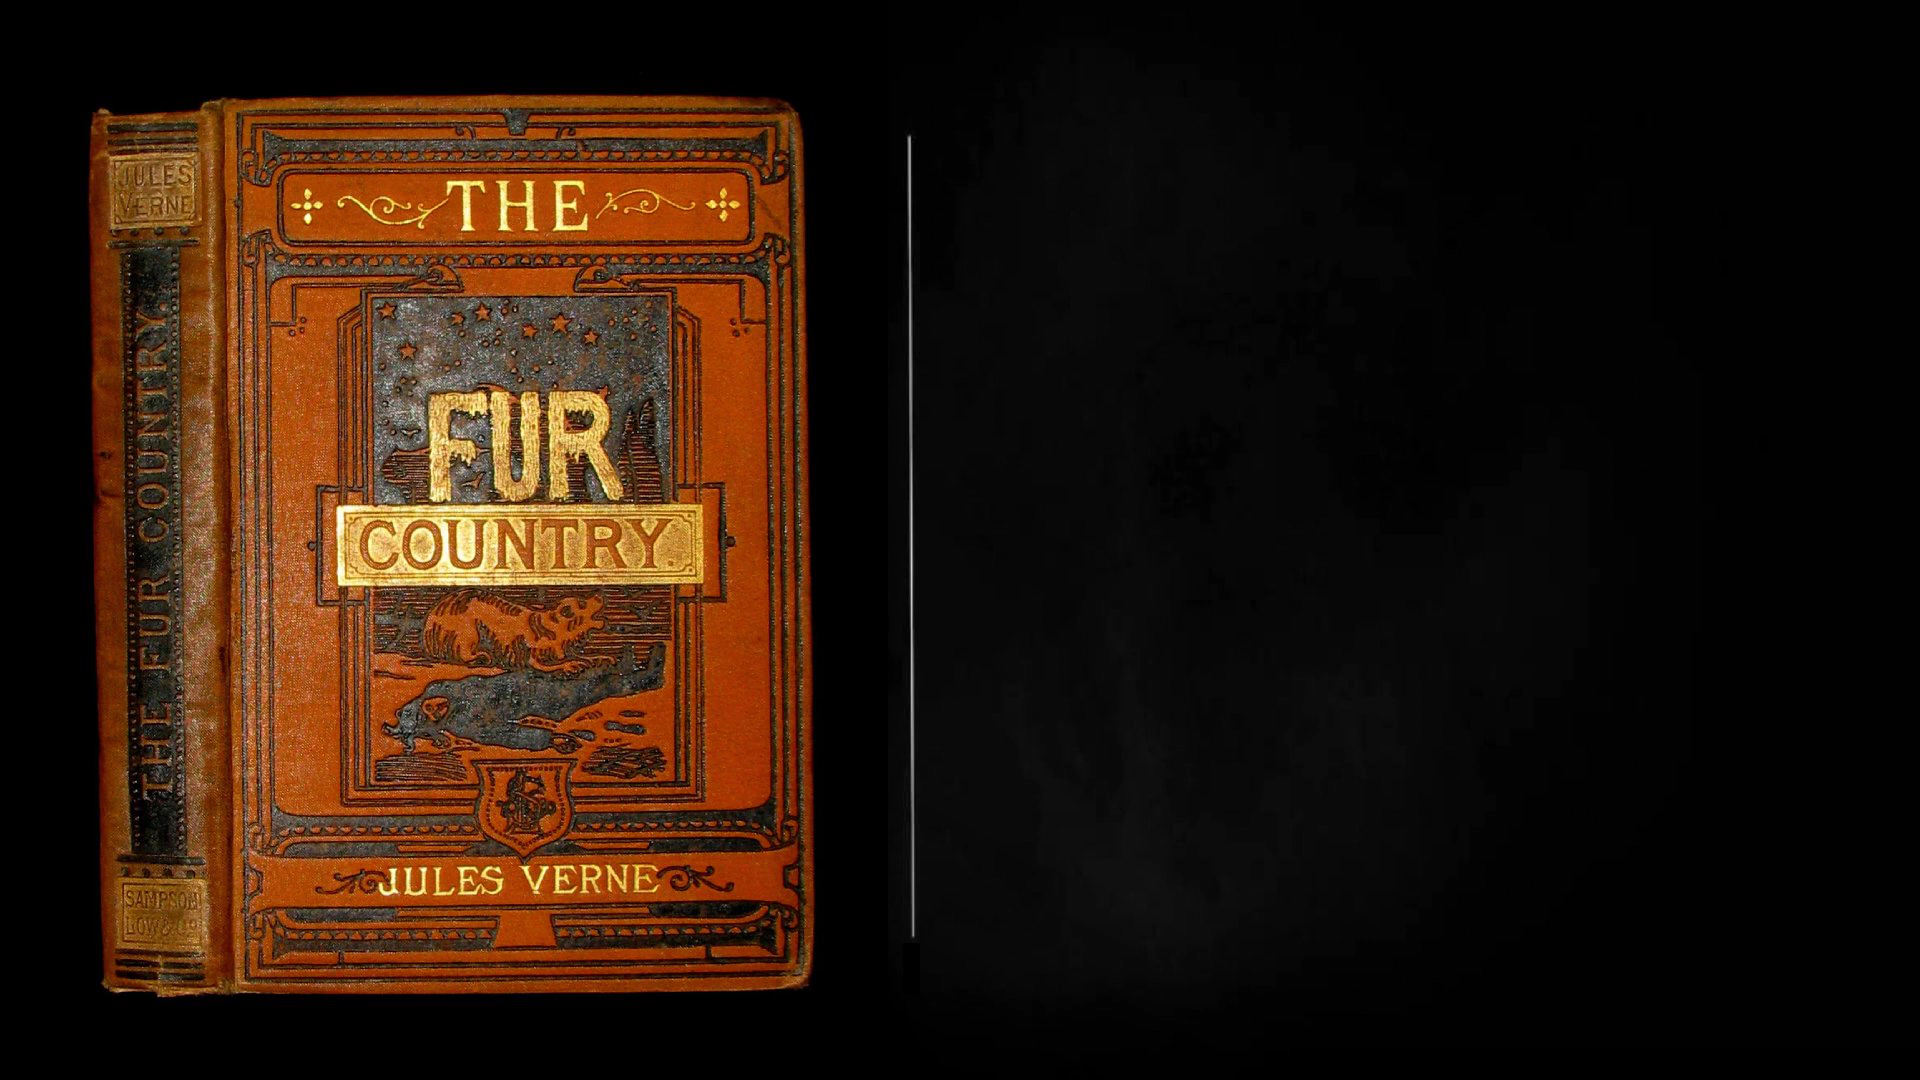 JULES
VERNE
THE FUR COUNTRY.
SAMPSON
LOW & Co
THE
FUR
COUNTRY.
JULES VERNE